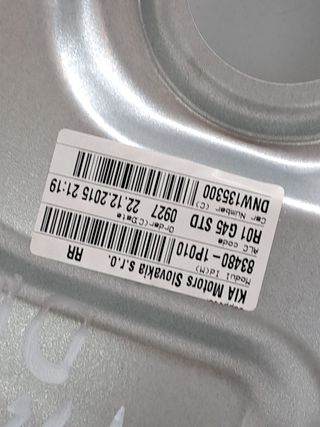 KIA Motors Slovakia s.r.o.
RR
Modul Id(M)
83480-1P010
ALC code
Order(C)Date
R01 G45 STD
0927 22.12.2015 21:19
Car Number (C)
DNW135300